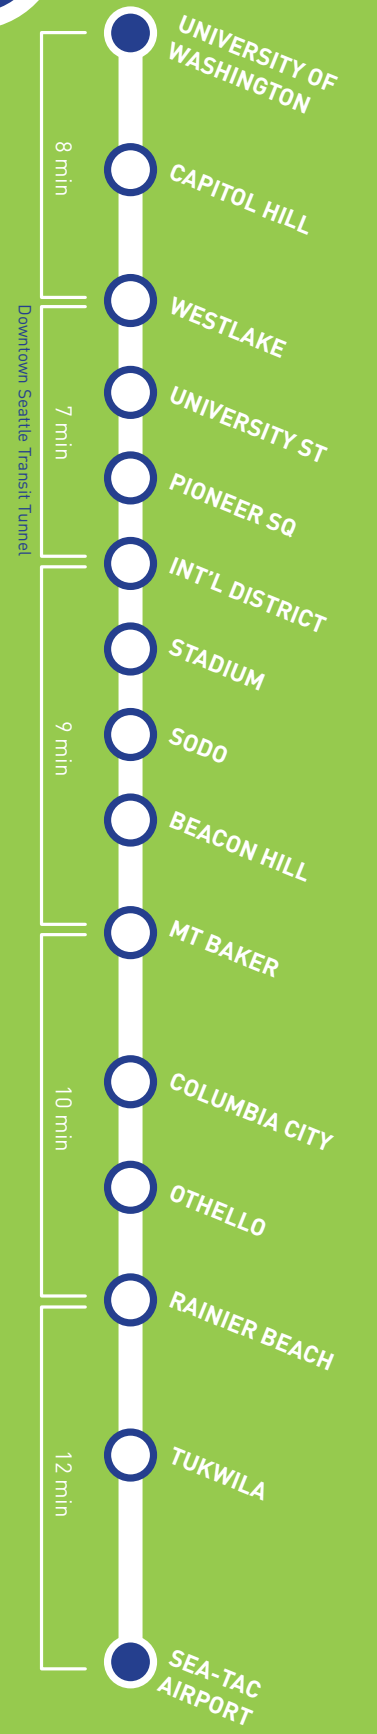 UNIVERSITY OF
WASHINGTON
8 min
CAPITOL HILL
WESTLAKE
Downtown Seattle Transit Tunnel
7 min
UNIVERSITY ST
PIONEER SQ
INT'L DISTRICT
STADIUM
9 min
SODO
BEACON HILL
MT BAKER
10 min
COLUMBIA CITY
OTHELLO
RAINIER BEACH
12 min
TUKWILA
SEA-TAC
AIRPORT